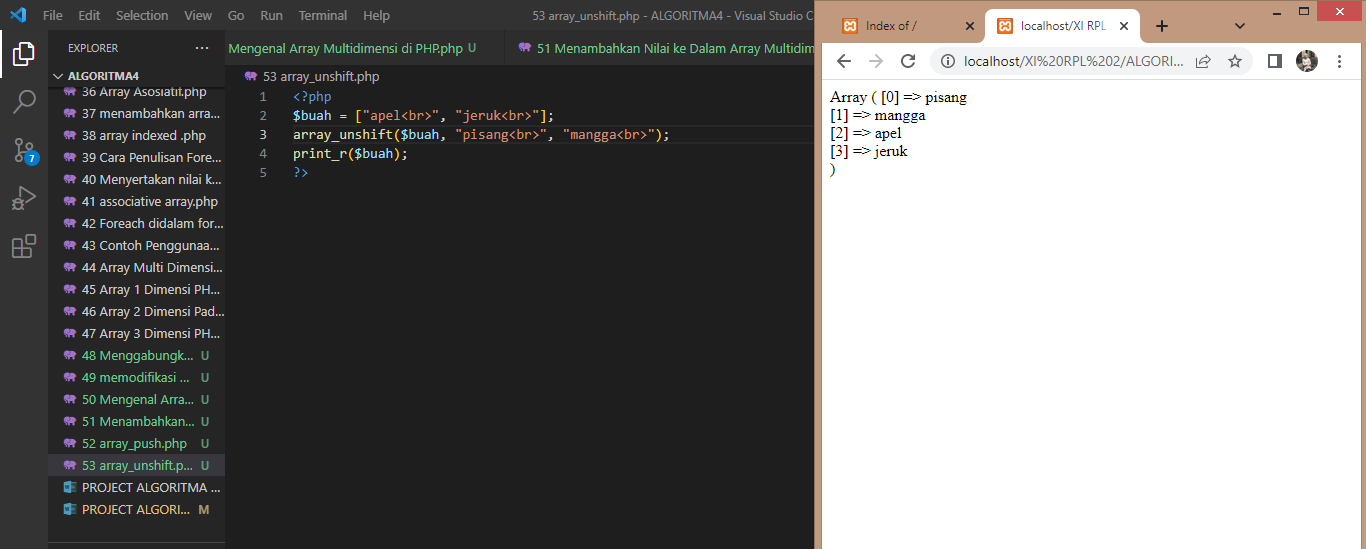 File Edit Selection View Go Run Terminal Help
53 array_unshift.php - ALGORITMA4 - Visual Studio C
EXPLORER
ALGORITMA4
36 Array Asosiatif.php
37 menambahkan arra...
38 array indexed .php
39 Cara Penulisan Fore...
40 Menyertakan nilai k...
41 associative array.php
42 Foreach didalam for...
43 Contoh Penggunaa...
44 Array Multi Dimensi...
45 Array 1 Dimensi PH...
46 Array 2 Dimensi Pad...
47 Array 3 Dimensi PH...
48 Menggabungk... U
49 memodifikasi ... U
50 Mengenal Arra... U
51 Menambahkan... U
52 array_push.php U
53 array_unshift.p... U
PROJECT ALGORITMA ...
PROJECT ALGORI... M
7
Mengenal Array Multidimensi di PHP.php U
51 Menambahkan Nilai ke Dalam Array Multidim
53 array_unshift.php
1 <?php
2 $buah = ["apel<br>", "jeruk<br>"];
3 array_unshift($buah, "pisang<br>", "mangga<br>");
4 print_r($buah);
5 ?>
Index of /
localhost/XI RPL
localhost/XI%20RPL%202/ALGORI...
Array ( [0] => pisang
[1] => mangga
[2] => apel
[3] => jeruk
)